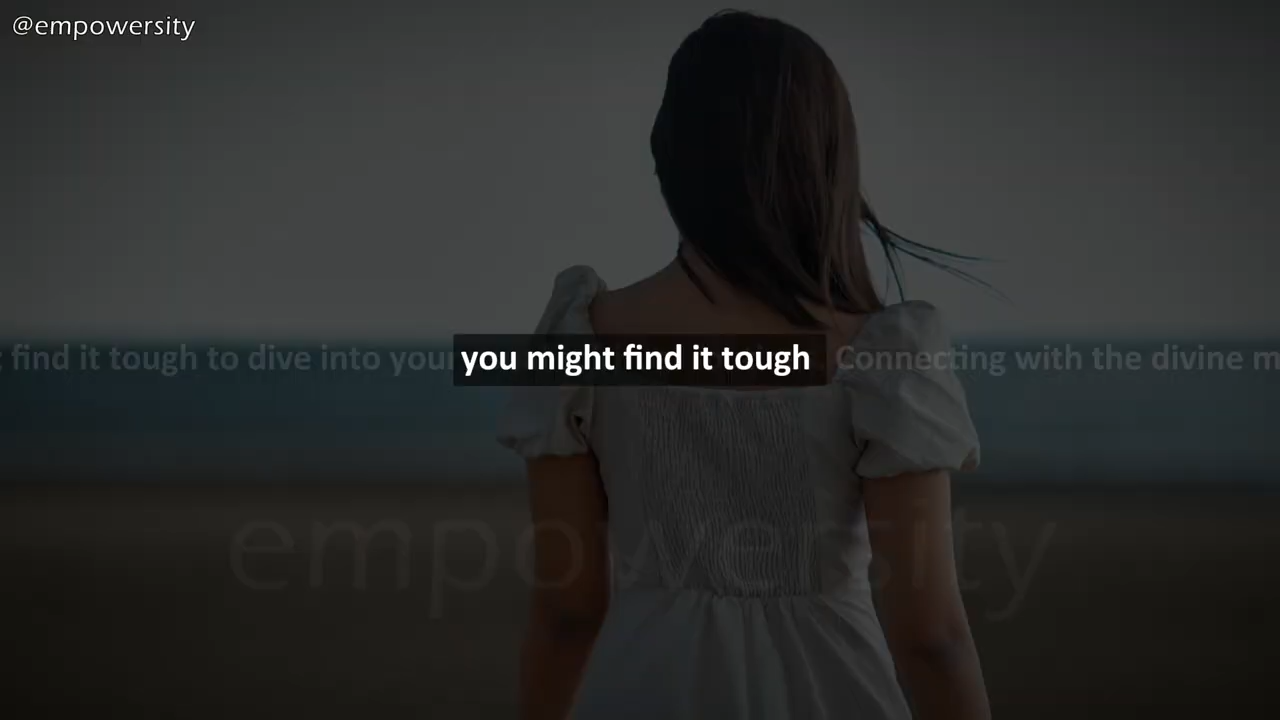 @empowersity
find it tough to dive into your you might find it tough Connecting with the divine
empowersity